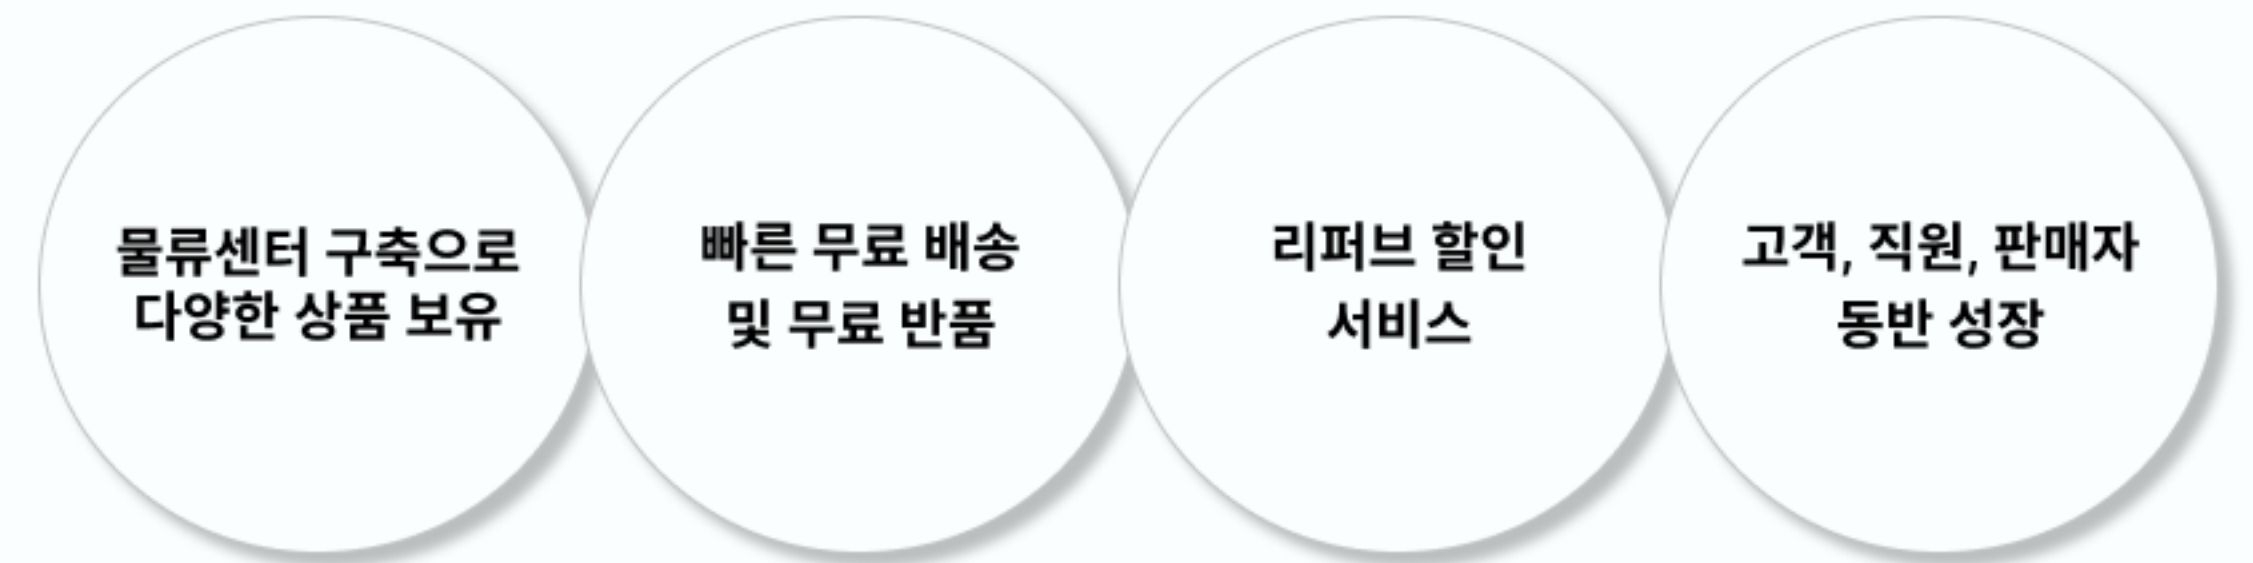 물류센터 구축으로
다양한 상품 보유
빠른 무료 배송
및 무료 반품
리퍼브 할인
서비스
고객, 직원, 판매자
동반 성장